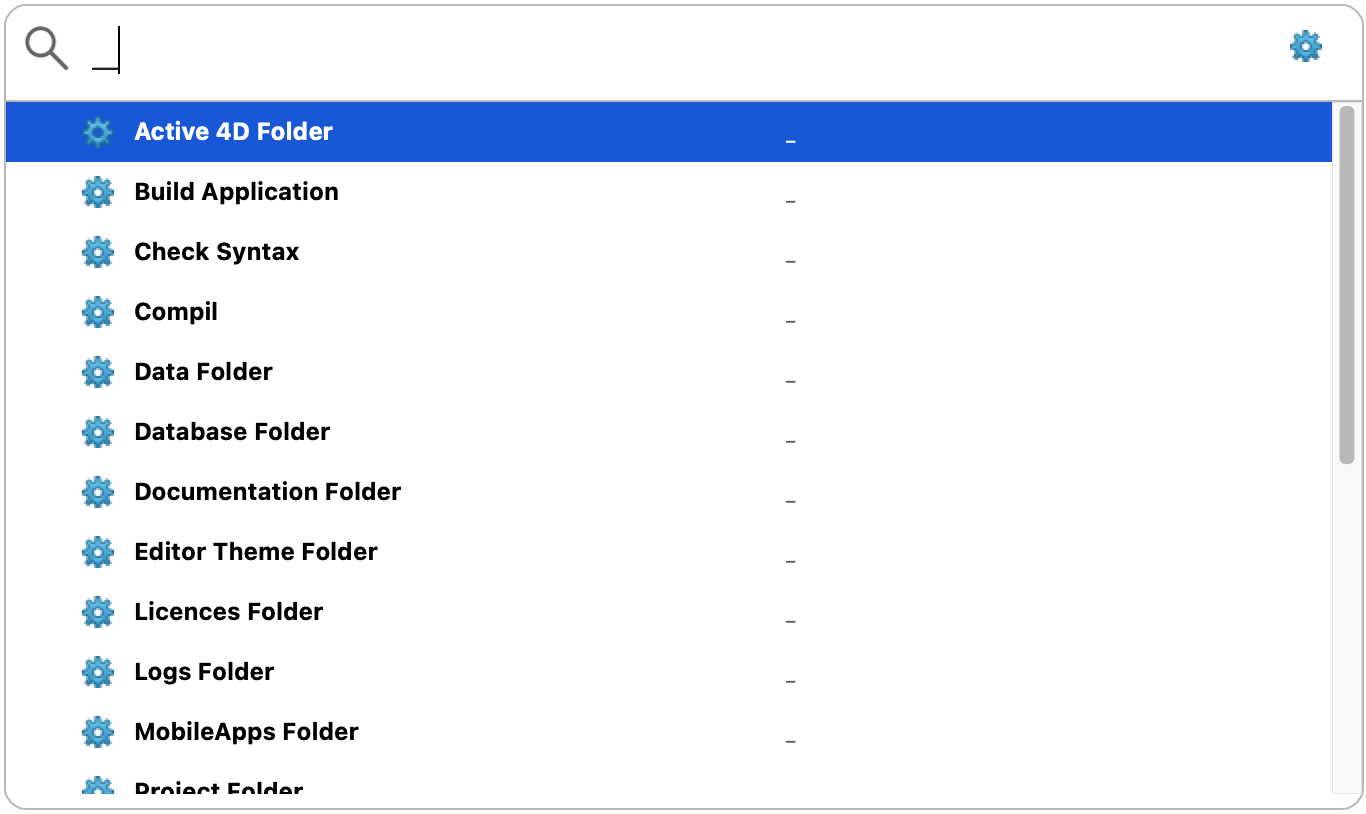 _
Active 4D Folder _
Build Application _
Check Syntax _
Compil _
Data Folder _
Database Folder _
Documentation Folder _
Editor Theme Folder _
Licences Folder _
Logs Folder _
MobileApps Folder _
Project Folder